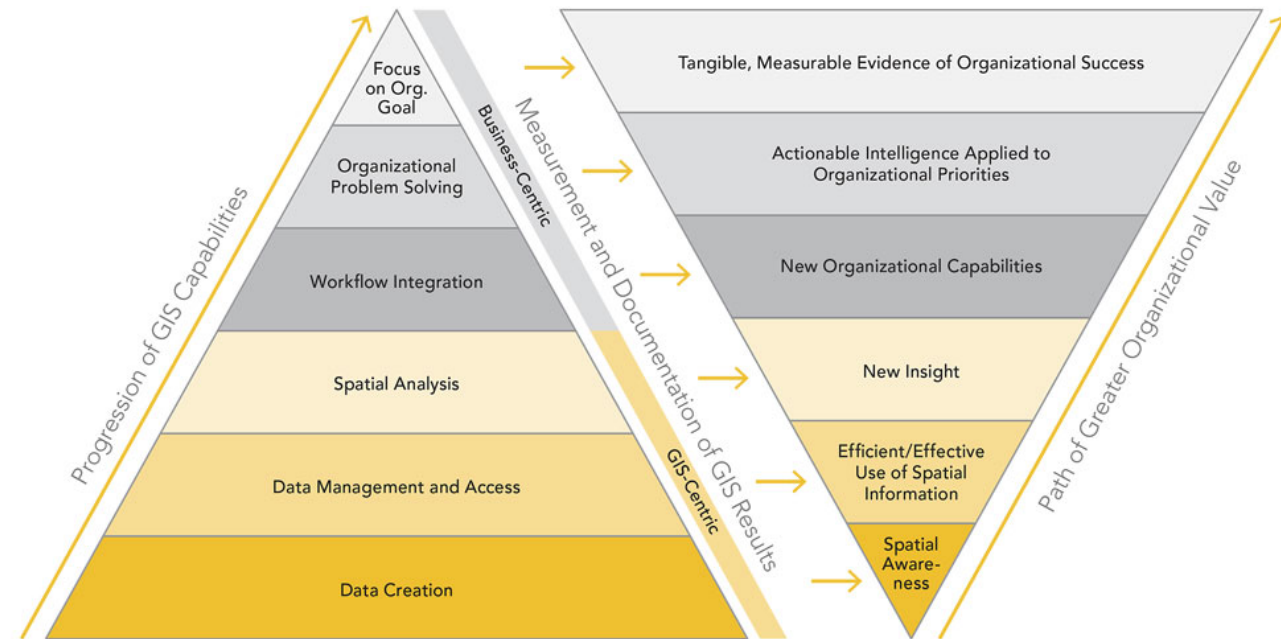 Progression of GIS Capabilities
Focus
on Org.
Goal
Organizational
Problem Solving
Workflow Integration
Spatial Analysis
Data Management and Access
Data Creation
Business-Centric
GIS-Centric
Measurement and Documentation of GIS Results
Tangible, Measurable Evidence of Organizational Success
Actionable Intelligence Applied to
Organizational Priorities
New Organizational Capabilities
New Insight
Efficient/Effective
Use of Spatial
Information
Spatial
Aware-
ness
Path of Greater Organizational Value